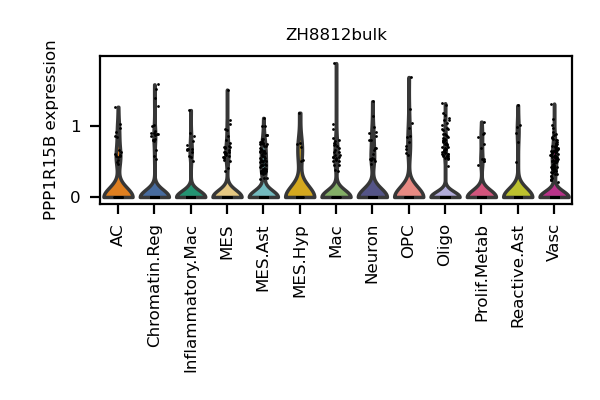 ZH8812bulk
PPP1R15B expression
1
0
AC
Chromatin.Reg
Inflammatory.Mac
MES
MES.Ast
MES.Hyp
Mac
Neuron
OPC
Oligo
Prolif.Metab
Reactive.Ast
Vasc